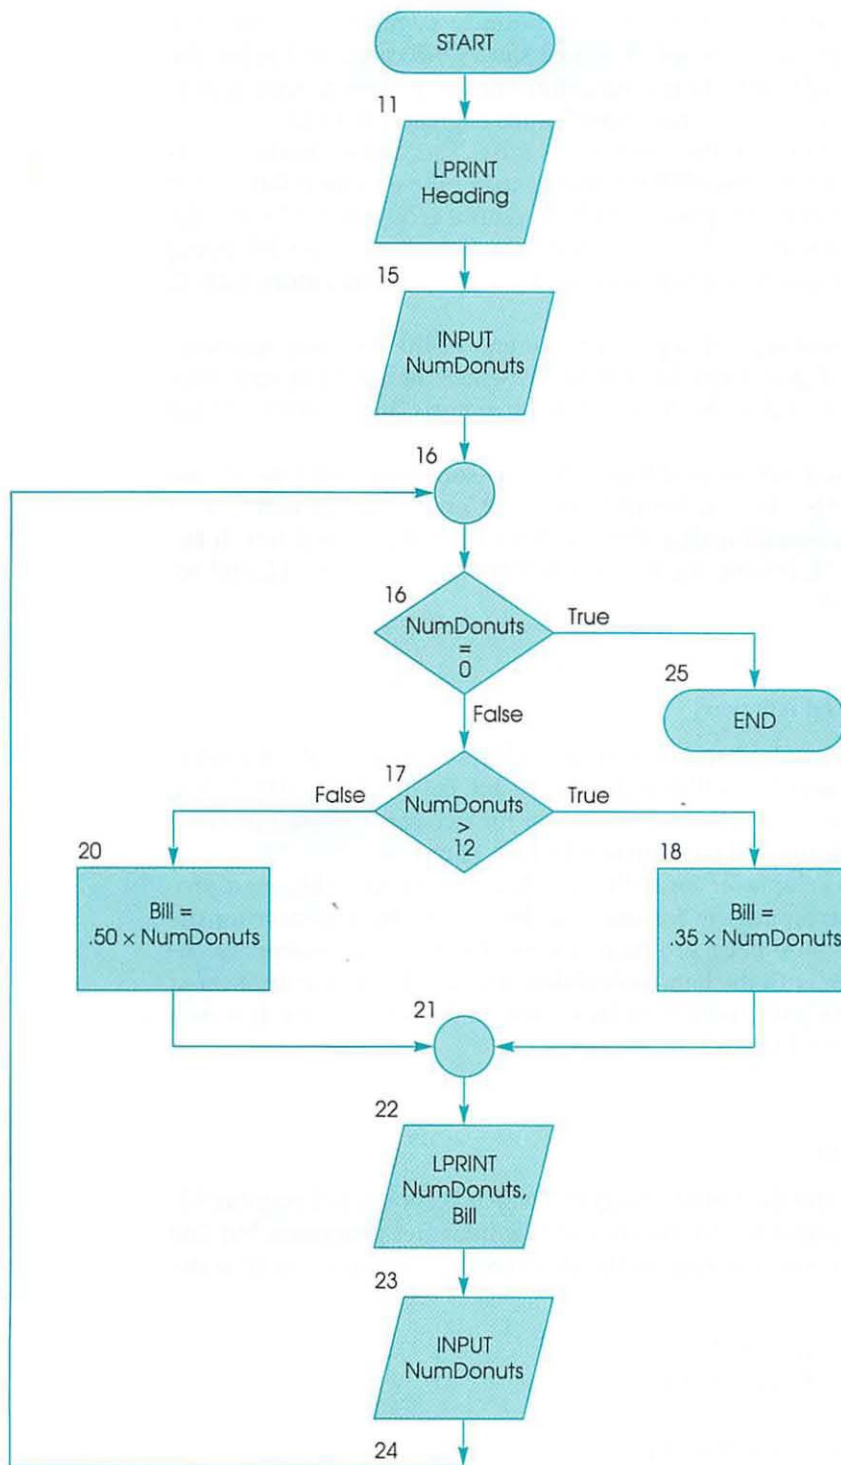 START
11
LPRINT
Heading
15
INPUT
NumDonuts
16
16
NumDonuts
=
0
True
25
END
False
17
NumDonuts
>
12
False
True
20
Bill =
.50 × NumDonuts
18
Bill =
.35 × NumDonuts
21
22
LPRINT
NumDonuts,
Bill
23
INPUT
NumDonuts
24